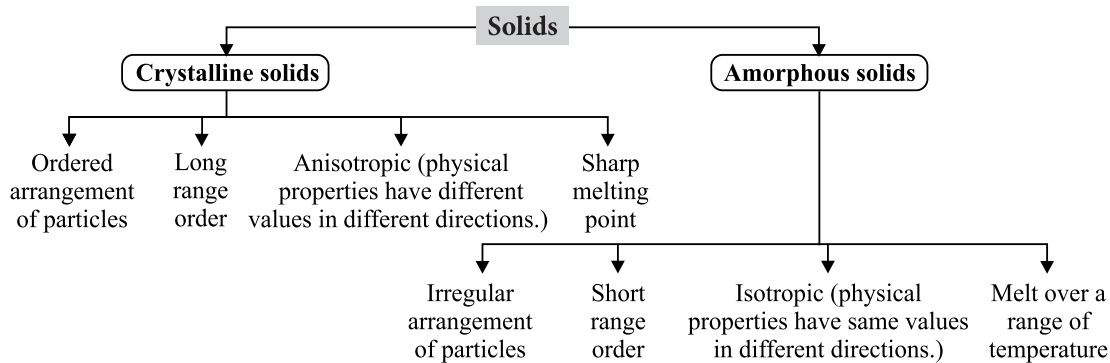 Solids
Crystalline solids
Amorphous solids
Ordered
arrangement
of particles
Long
range
order
Anisotropic (physical
properties have different
values in different directions.)
Sharp
melting
point
Irregular
arrangement
of particles
Short
range
order
Isotropic (physical
properties have same values
in different directions.)
Melt over a
range of
temperature